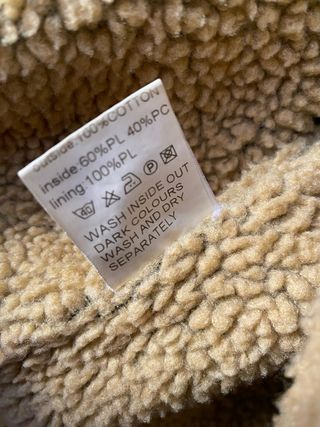 outside:100%COTTON
inside:60%PL 40%PC
lining:100%PL
40 P
WASH INSIDE OUT
DARK COLOURS
WASH AND DRY
SEPARATELY